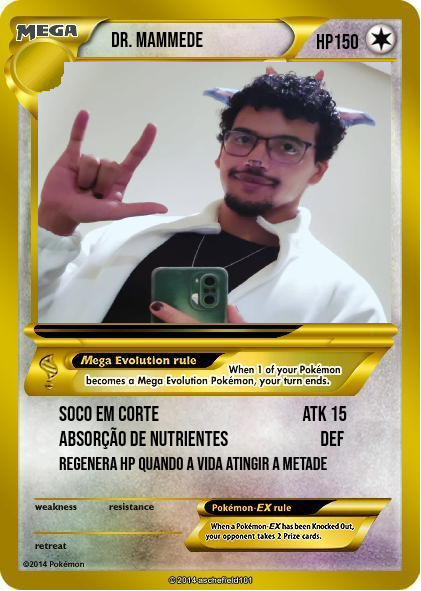 MEGA DR. MAMMEDE HP150
Mega Evolution rule
When 1 of your Pokémon
becomes a Mega Evolution Pokémon, your turn ends.
SOCO EM CORTE ATK 15
ABSORÇÃO DE NUTRIENTES DEF
REGENERA HP QUANDO A VIDA ATINGIR A METADE
weakness resistance
Pokémon-EX rule
When a Pokémon-EX has been Knocked Out,
your opponent takes 2 Prize cards.
retreat
©2014 Pokémon
©2014 aschefield101